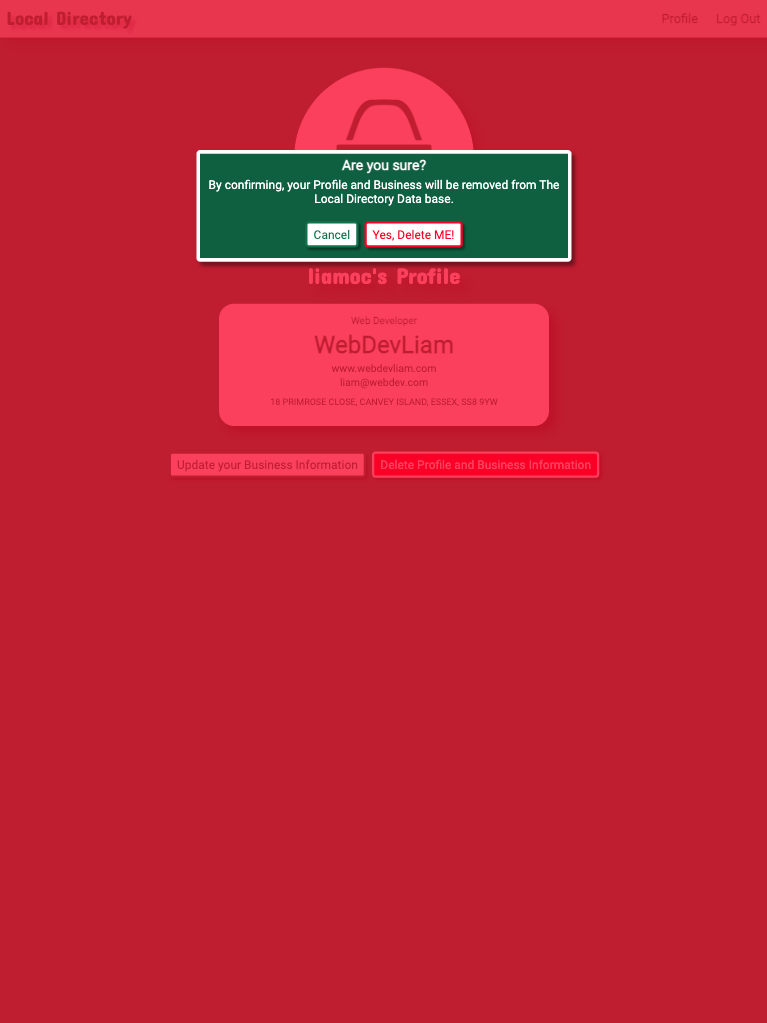 Local Directory
Profile
Log Out
Are you sure?
By confirming, your Profile and Business will be removed from The
Local Directory Data base.
Cancel
Yes, Delete ME!
liamoc's Profile
Web Developer
WebDevLiam
www.webdevliam.com
liam@webdev.com
18 PRIMROSE CLOSE, CANVEY ISLAND, ESSEX, SS8 9YW
Update your Business Information
Delete Profile and Business Information